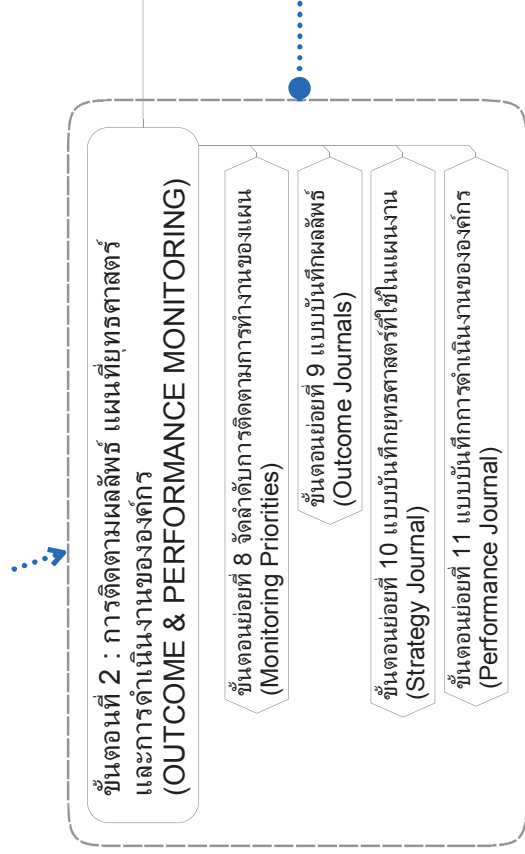 ขั้นตอนที่ 2 : การติดตามผลลัพธ์ แผนที่ยุทธศาสตร์
และการดำเนินงานขององค์กร
(OUTCOME & PERFORMANCE MONITORING)
ขั้นตอนย่อยที่ 8 จัดลำดับการติดตามการทำงานของแผน
(Monitoring Priorities)
ขั้นตอนย่อยที่ 9 แบบบันทึกผลลัพธ์
(Outcome Journals)
ขั้นตอนย่อยที่ 10 แบบบันทึกยุทธศาสตร์ที่ใช้ในแผนงาน
(Strategy Journal)
ขั้นตอนย่อยที่ 11 แบบบันทึกการดำเนินงานขององค์กร
(Performance Journal)